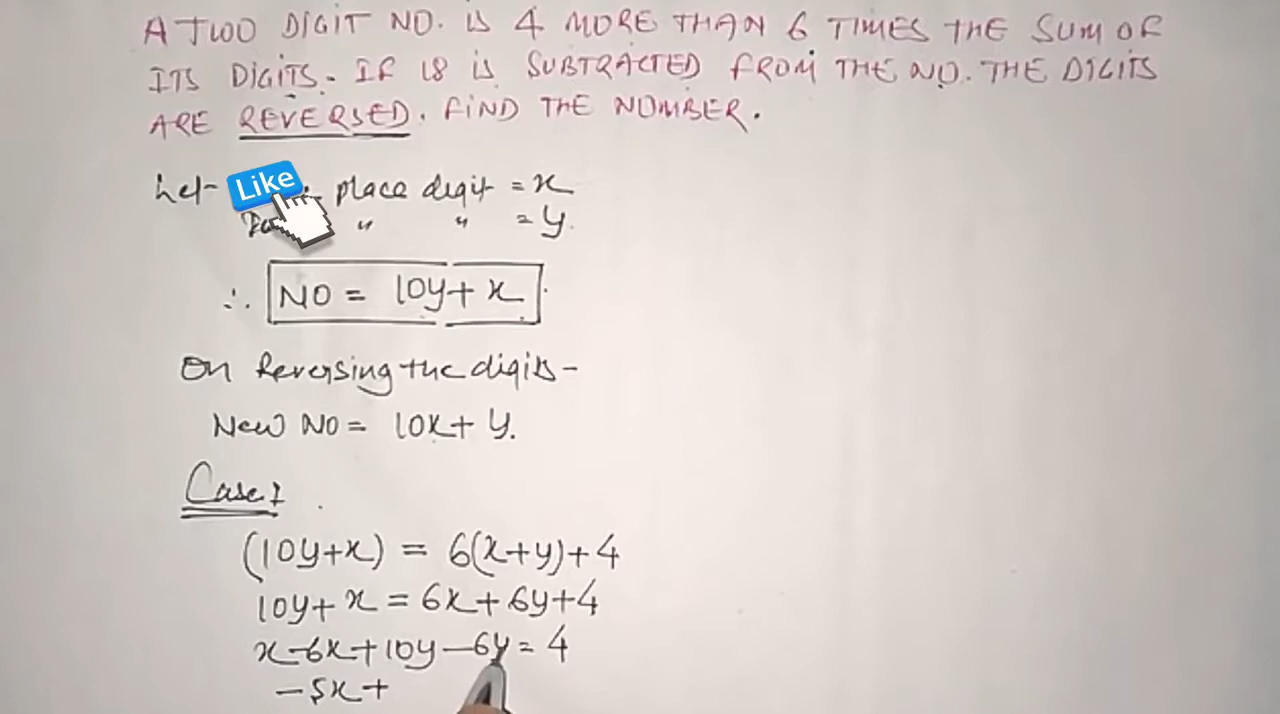 A TWO DIGIT NO. IS 4 MORE THAN 6 TIMES THE SUM OF
ITS DIGITS. IF 18 IS SUBTRACTED FROM THE NO. THE DIGITS
ARE REVERSED. FIND THE NUMBER.
Let Like place digit = x
" " = y.
∴ NO = 10y + x
On Reversing the digits -
New NO = 10x + y.
Case 1
(10y+x) = 6(x+y)+4
10y + x = 6x + 6y + 4
x - 6x + 10y - 6y = 4
- 5x +